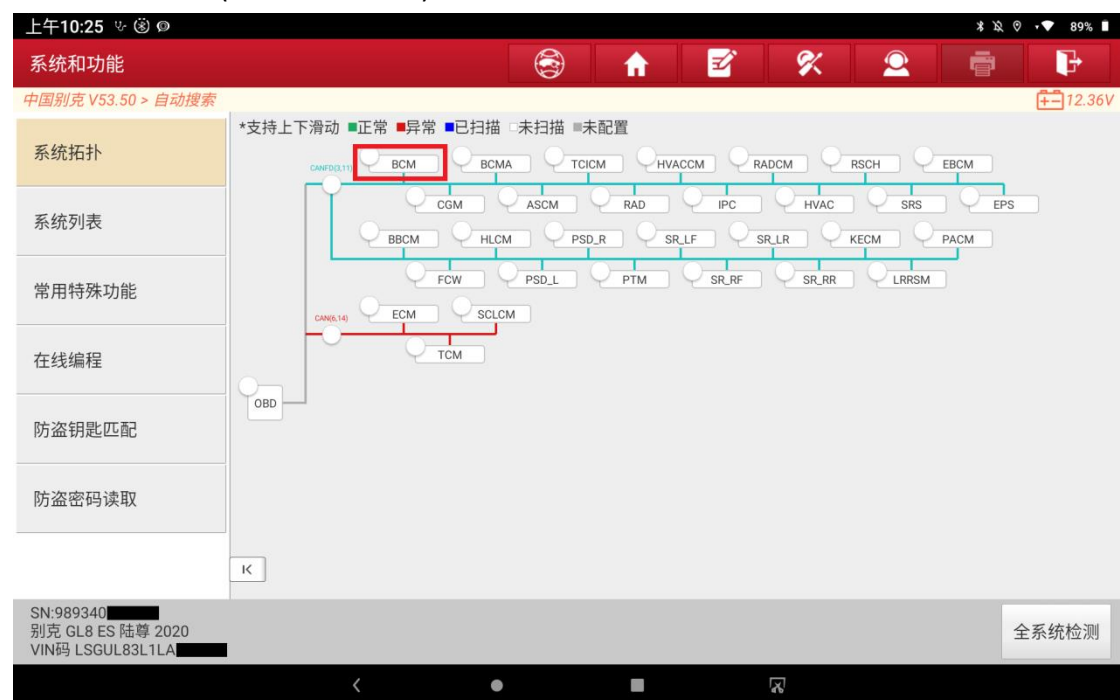 上午10:25
89%
系统和功能
中国别克 V53.50 > 自动搜索
12.36V
系统拓扑
系统列表
常用特殊功能
在线编程
防盗钥匙匹配
防盗密码读取
*支持上下滑动 ■正常 ■异常 ■已扫描 □未扫描 ■未配置
CANFD(3,11)
BCM BCMA TCICM HVACCM RADCM RSCH EBCM
CGM ASCM RAD IPC HVAC SRS EPS
BBCM HLCM PSD_R SR_LF SR_LR KECM PACM
FCW PSD_L PTM SR_RF SR_RR LRRSM
CAN(6,14)
ECM SCLCM
TCM
OBD
SN:989340
别克 GL8 ES 陆尊 2020
VIN码 LSGUL83L1LA
全系统检测